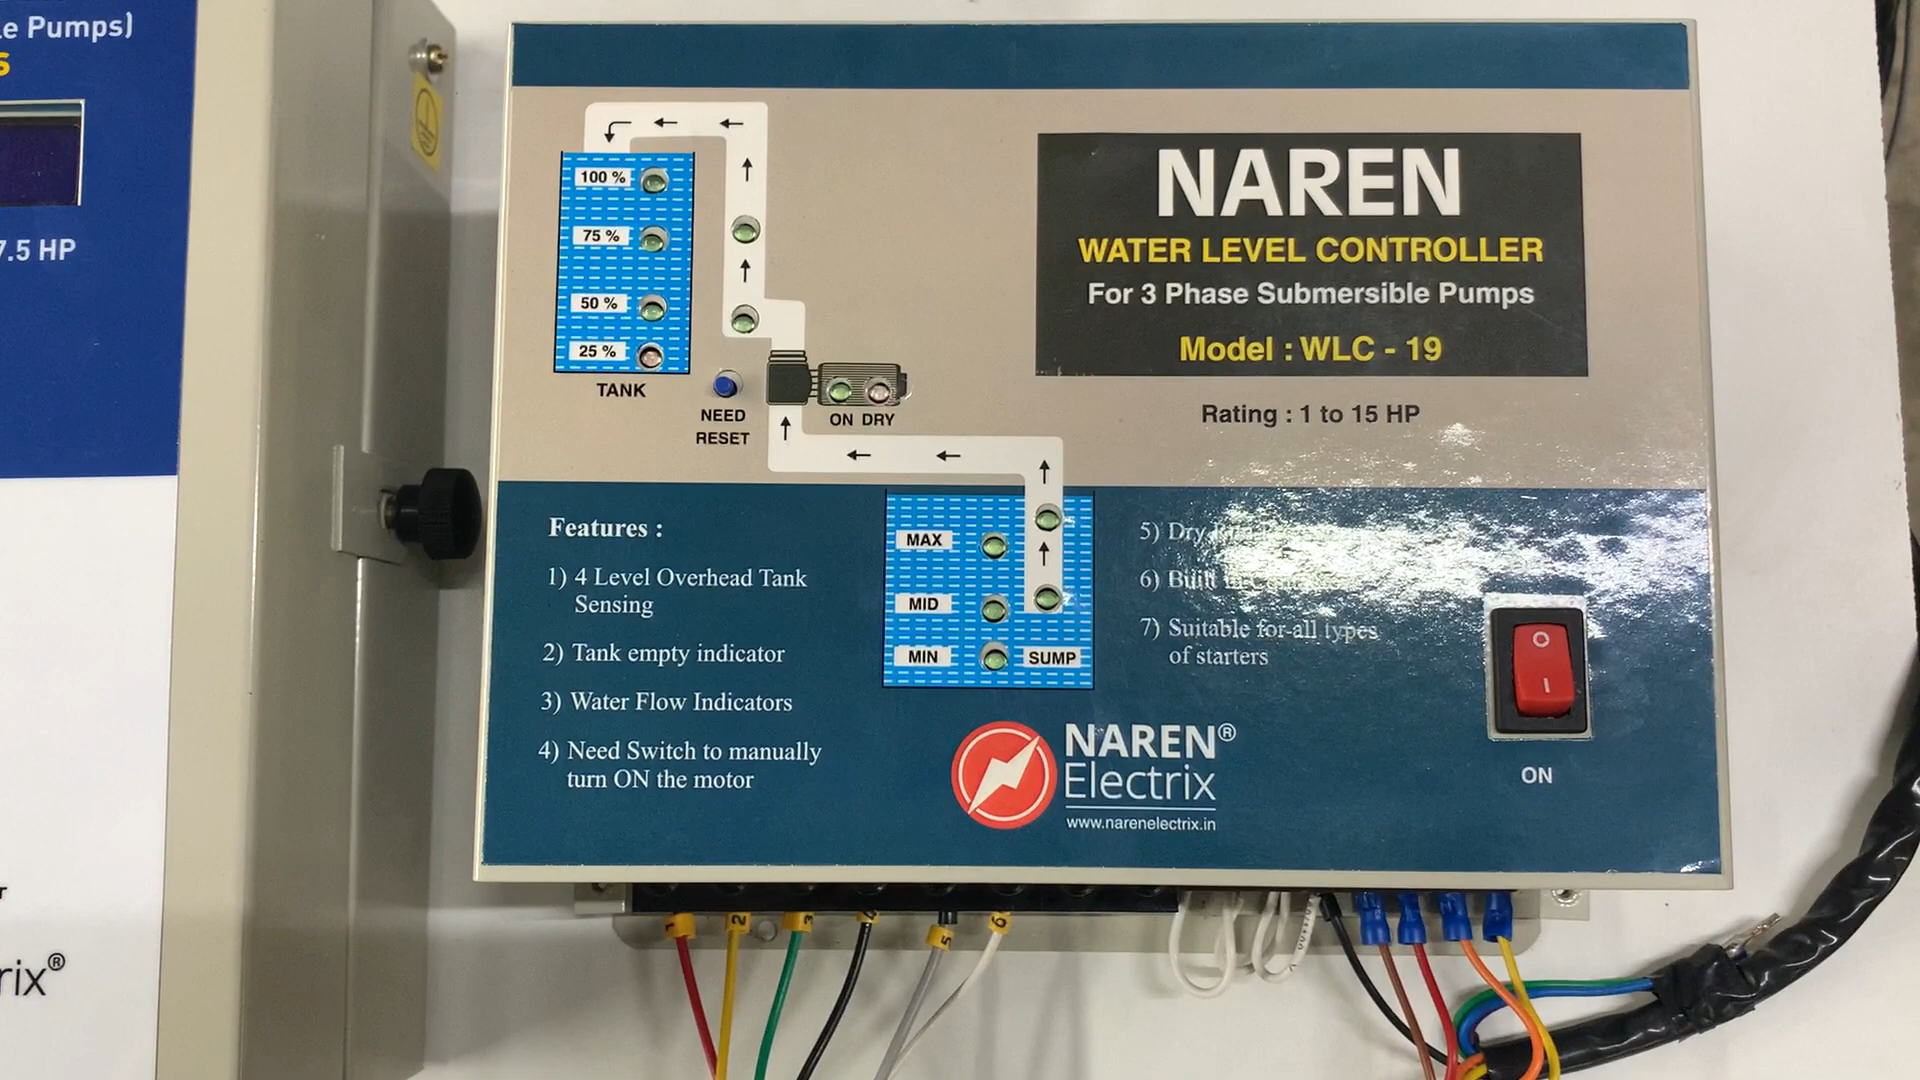 e Pumps)
S
7.5 HP
rix®
100 %
75 %
50 %
25 %
TANK
NEED
RESET
ON DRY
NAREN
WATER LEVEL CONTROLLER
For 3 Phase Submersible Pumps
Model : WLC - 19
Rating : 1 to 15 HP
Features :
1) 4 Level Overhead Tank
Sensing
2) Tank empty indicator
3) Water Flow Indicators
4) Need Switch to manually
turn ON the motor
MAX
MID
MIN
SUMP
5) Dry
6) Built
7) Suitable for all types
of starters
NAREN®
Electrix
www.narenelectrix.in
O
I
ON
1 2 3 4 5 6